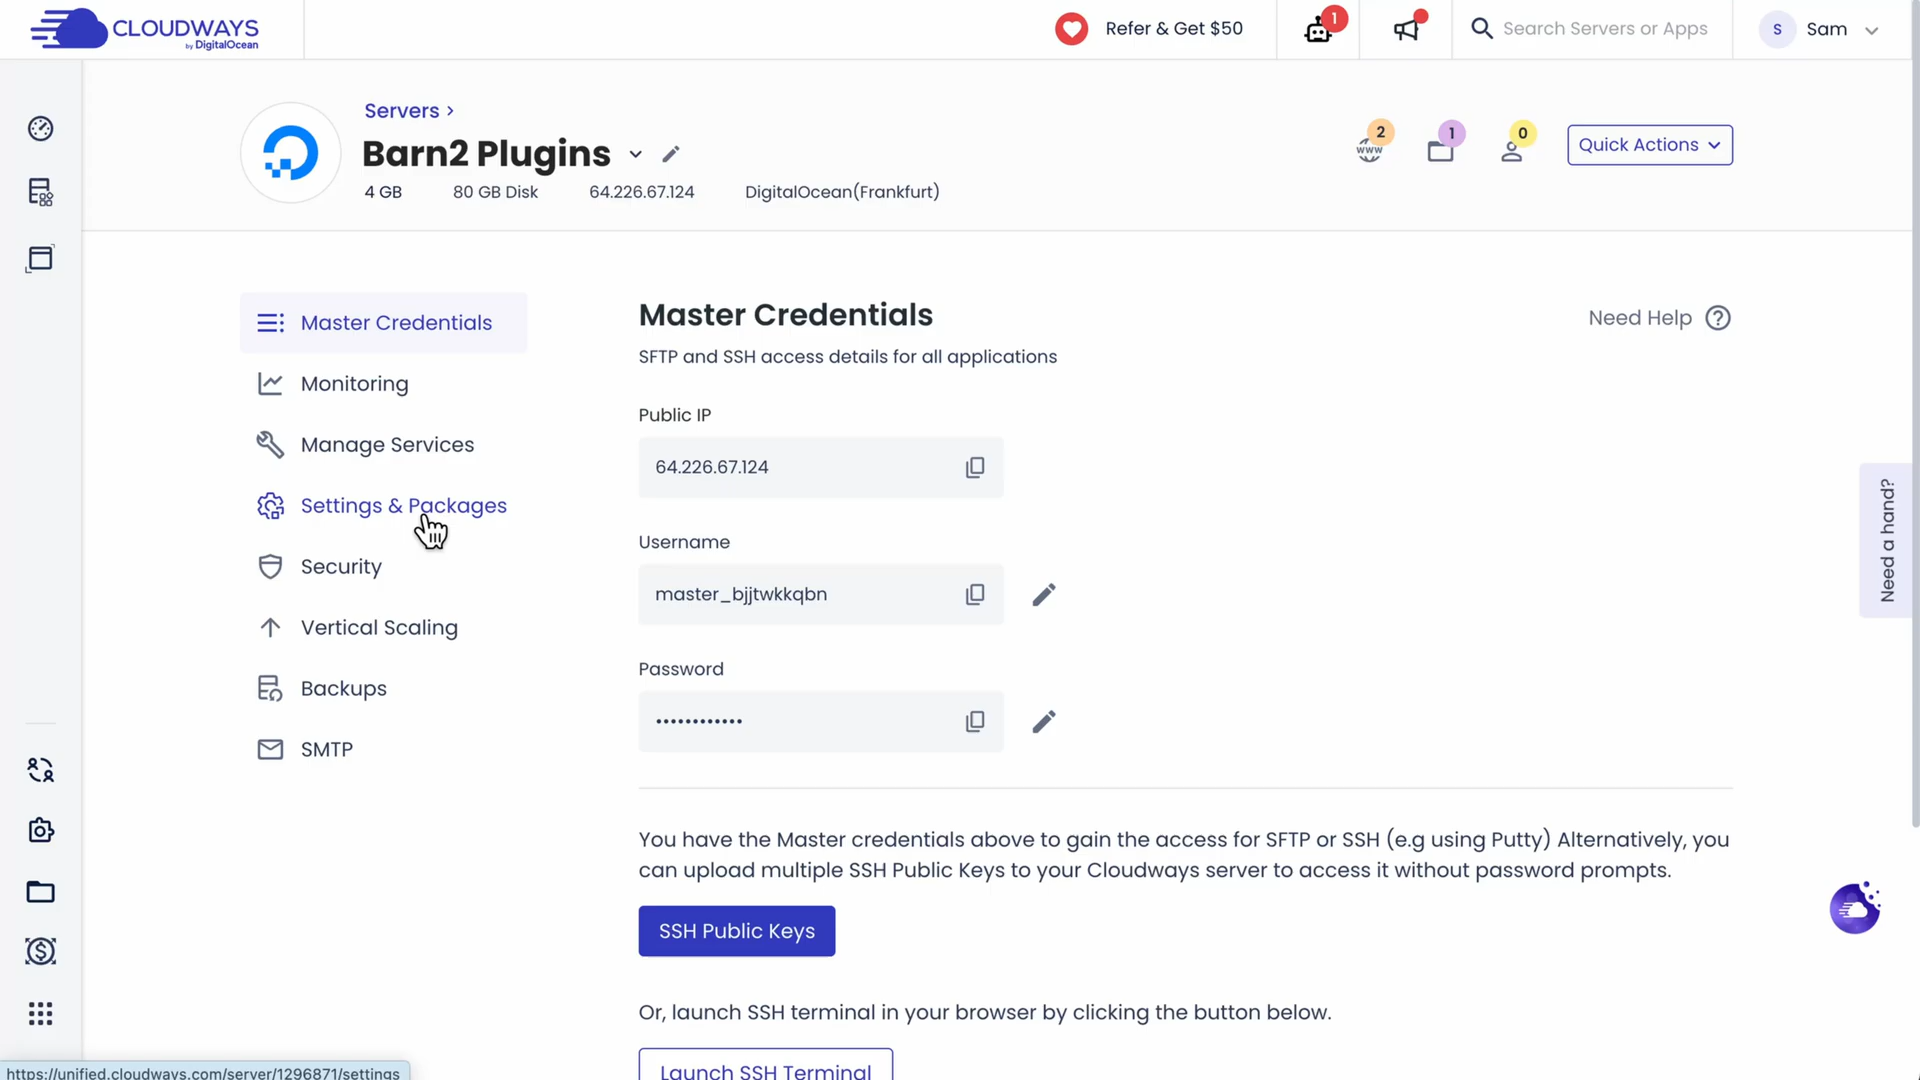 CLOUDWAYS
by DigitalOcean
Refer & Get $50
1
Search Servers or Apps
S
Sam
Servers ›
Barn2 Plugins
4 GB
80 GB Disk
64.226.67.124
DigitalOcean(Frankfurt)
www
2
1
0
Quick Actions
Master Credentials
Monitoring
Manage Services
Settings & Packages
Security
Vertical Scaling
Backups
SMTP
Master Credentials
Need Help ?
SFTP and SSH access details for all applications
Public IP
64.226.67.124
Username
master_bjjtwkkqbn
Password
••••••••••••
You have the Master credentials above to gain the access for SFTP or SSH (e.g using Putty) Alternatively, you
can upload multiple SSH Public Keys to your Cloudways server to access it without password prompts.
SSH Public Keys
Or, launch SSH terminal in your browser by clicking the button below.
Launch SSH Terminal
Need a hand?
https://unified.cloudways.com/server/1296871/settings